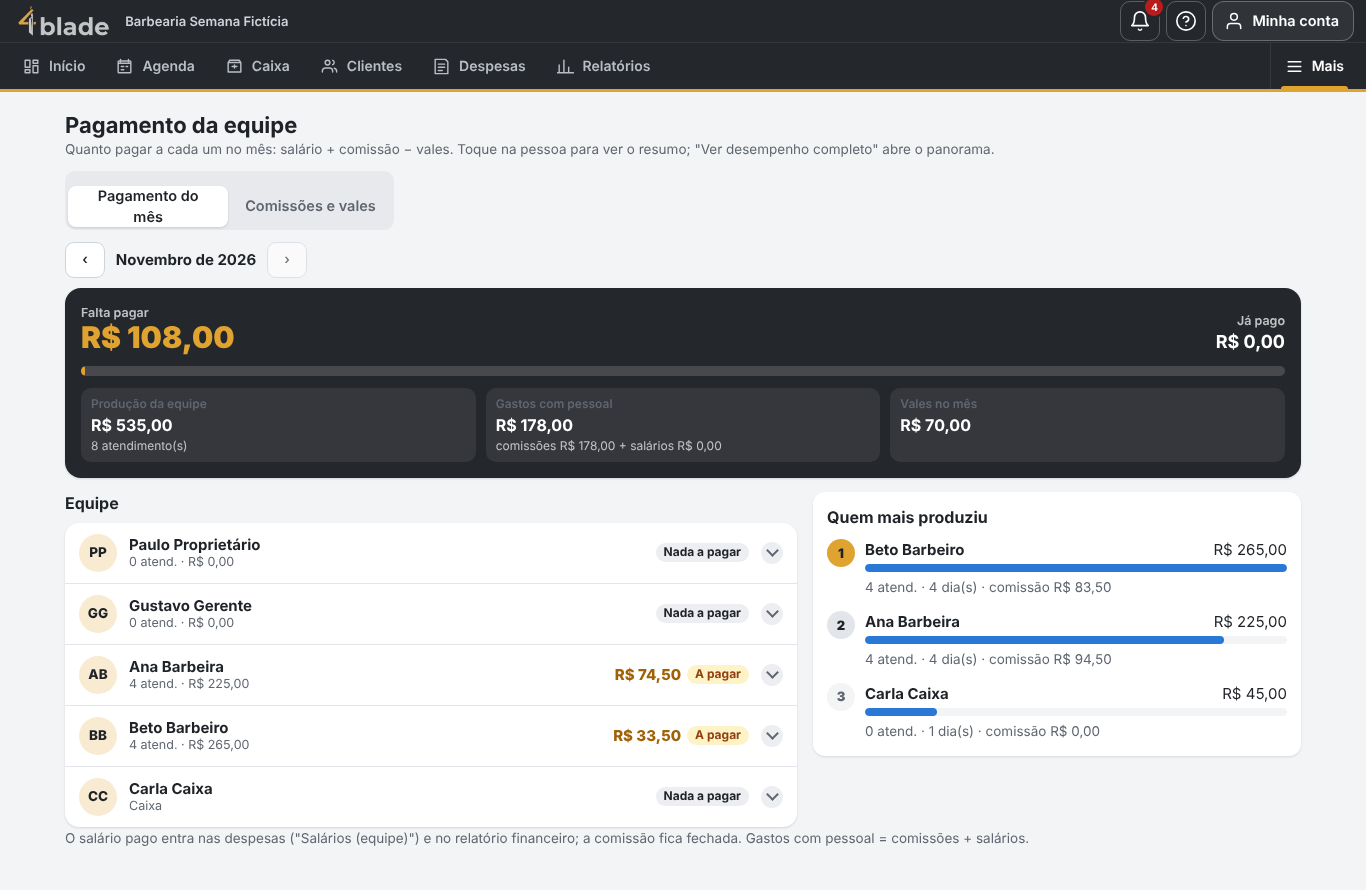 4blade
Barbearia Semana Fictícia
4
Minha conta
Início
Agenda
Caixa
Clientes
Despesas
Relatórios
Mais
Pagamento da equipe
Quanto pagar a cada um no mês: salário + comissão − vales. Toque na pessoa para ver o resumo; "Ver desempenho completo" abre o panorama.
Pagamento do
mês
Comissões e vales
‹
Novembro de 2026
›
Falta pagar
R$ 108,00
Já pago
R$ 0,00
Produção da equipe
R$ 535,00
8 atendimento(s)
Gastos com pessoal
R$ 178,00
comissões R$ 178,00 + salários R$ 0,00
Vales no mês
R$ 70,00
Equipe
PP
Paulo Proprietário
0 atend. · R$ 0,00
Nada a pagar
GG
Gustavo Gerente
0 atend. · R$ 0,00
Nada a pagar
AB
Ana Barbeira
4 atend. · R$ 225,00
R$ 74,50
A pagar
BB
Beto Barbeiro
4 atend. · R$ 265,00
R$ 33,50
A pagar
CC
Carla Caixa
Caixa
Nada a pagar
Quem mais produziu
1
Beto Barbeiro
R$ 265,00
4 atend. · 4 dia(s) · comissão R$ 83,50
2
Ana Barbeira
R$ 225,00
4 atend. · 4 dia(s) · comissão R$ 94,50
3
Carla Caixa
R$ 45,00
0 atend. · 1 dia(s) · comissão R$ 0,00
O salário pago entra nas despesas ("Salários (equipe)") e no relatório financeiro; a comissão fica fechada. Gastos com pessoal = comissões + salários.